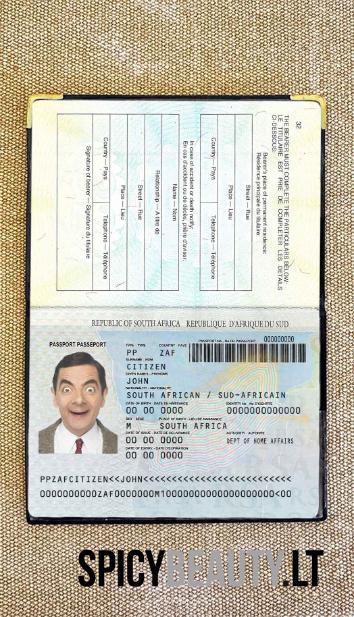 32
THE BEARER MUST COMPLETE THE PARTICULARS BELOW:
LE TITULAIRE EST PRIE DE COMPLETER LES DETAILS
CI-DESSOUS:
Bearer's place of permanent residence:
Résidence principale du titulaire
Street — Rue
Place — Lieu
Country — Pays Telephone — Téléphone
In case of accident or death notify:
En cas d'accident ou de décès, prière d'aviser:
Name — Nom
Relationship — A titre de
Street — Rue
Place — Lieu
Country — Pays Telephone — Téléphone
Signature of bearer — Signature du titulaire
REPUBLIC OF SOUTH AFRICA REPUBLIQUE D'AFRIQUE DU SUD
PASSPORT PASSEPORT
000000000
PP ZAF
CITIZEN
JOHN
SOUTH AFRICAN / SUD-AFRICAIN
00 00 0000 0000000000000
M SOUTH AFRICA
00 00 0000 DEPT OF HOME AFFAIRS
00 00 0000
PPZAFCITIZEN<<JOHN<<<<<<<<<<<<<<<<<<<<<<<<<<
SPICYBEAUTY.LT